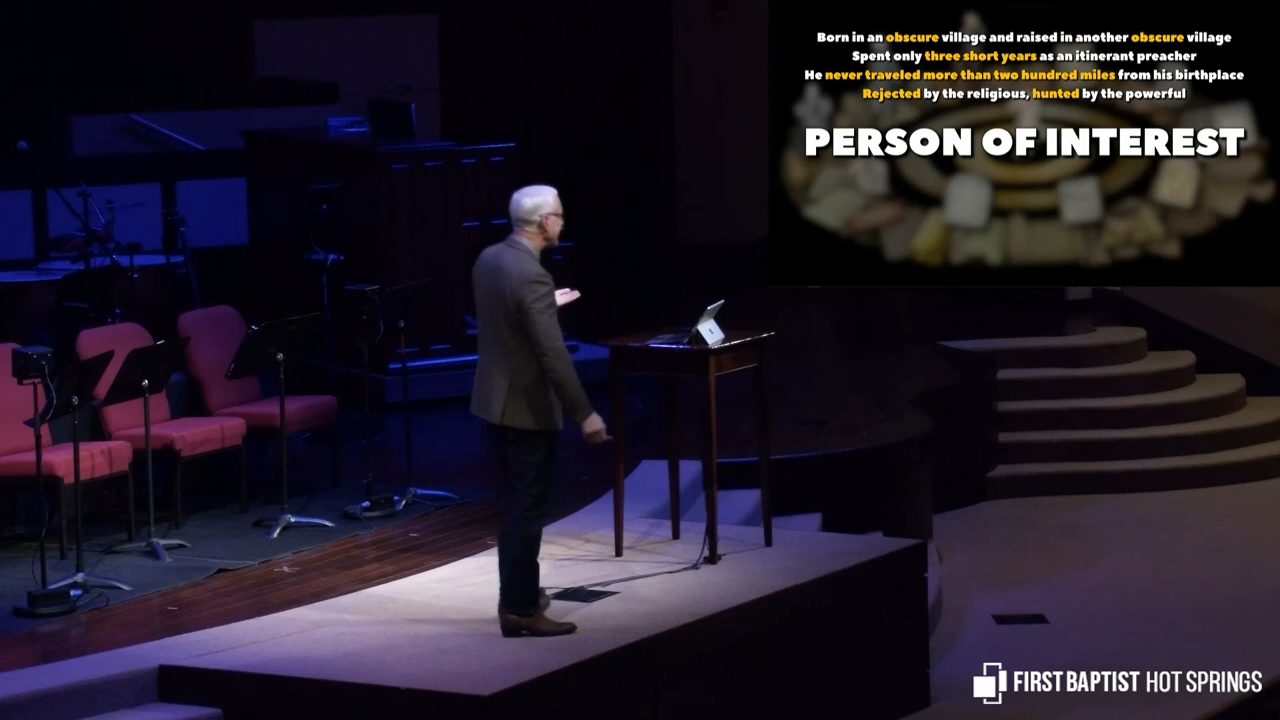 Born in an obscure village and raised in another obscure village
Spent only three short years as an itinerant preacher
He never traveled more than two hundred miles from his birthplace
Rejected by the religious, hunted by the powerful
PERSON OF INTEREST
FIRST BAPTIST HOT SPRINGS